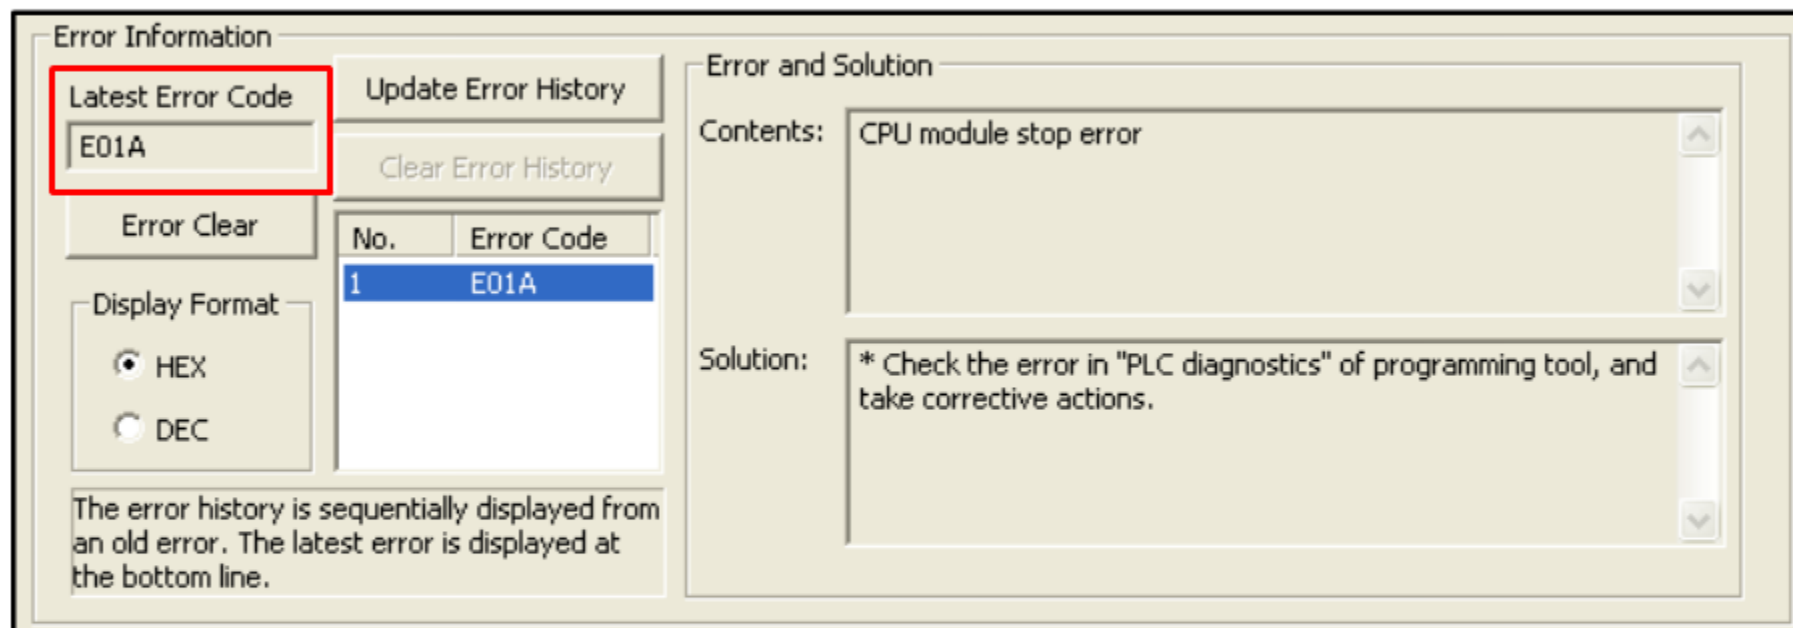 Error Information
Latest Error Code
E01A
Error Clear
Display Format
HEX
DEC
Update Error History
Clear Error History
No. Error Code
1 E01A
The error history is sequentially displayed from
an old error. The latest error is displayed at
the bottom line.
Error and Solution
Contents: CPU module stop error
Solution: * Check the error in "PLC diagnostics" of programming tool, and
take corrective actions.